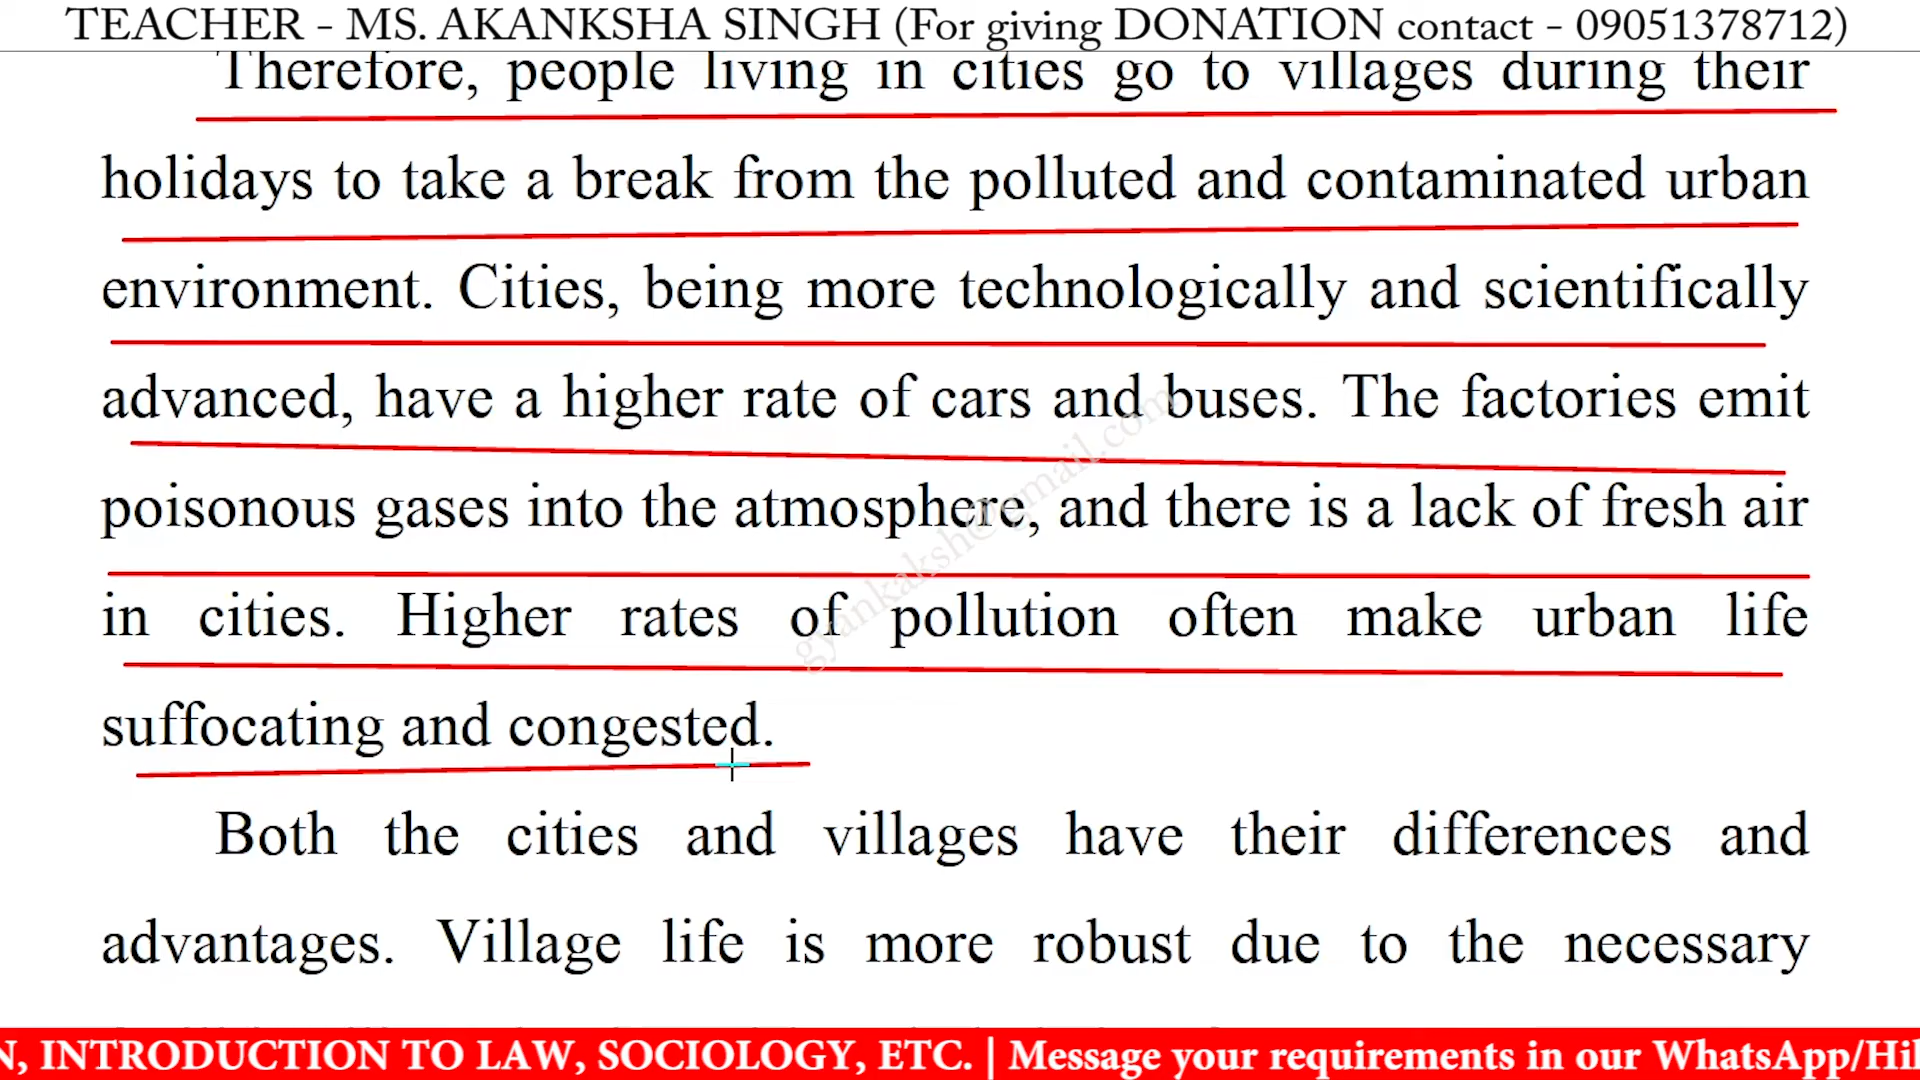 TEACHER - MS. AKANKSHA SINGH (For giving DONATION contact - 09051378712)
Therefore, people living in cities go to villages during their
holidays to take a break from the polluted and contaminated urban
environment. Cities, being more technologically and scientifically
advanced, have a higher rate of cars and buses. The factories emit
poisonous gases into the atmosphere, and there is a lack of fresh air
in cities. Higher rates of pollution often make urban life
suffocating and congested.
gyankaksh@gmail.com
Both the cities and villages have their differences and
advantages. Village life is more robust due to the necessary
N, INTRODUCTION TO LAW, SOCIOLOGY, ETC. | Message your requirements in our WhatsApp/Hi